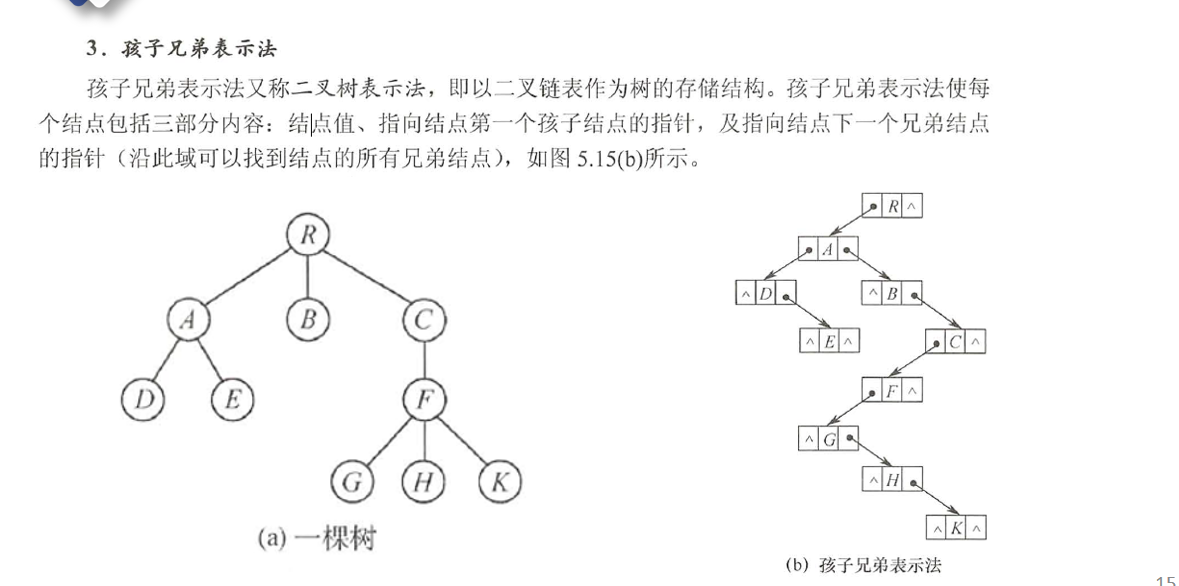 3．孩子兄弟表示法
孩子兄弟表示法又称二叉树表示法，即以二叉链表作为树的存储结构。孩子兄弟表示法使每
个结点包括三部分内容：结点值、指向结点第一个孩子结点的指针，及指向结点下一个兄弟结点
的指针（沿此域可以找到结点的所有兄弟结点），如图 5.15(b)所示。
R
A B C
D E F
G H K
(a) 一棵树
R ^
A
^ D ^ B
^ E ^ C ^
F ^
^ G
^ H
^ K ^
(b) 孩子兄弟表示法
15